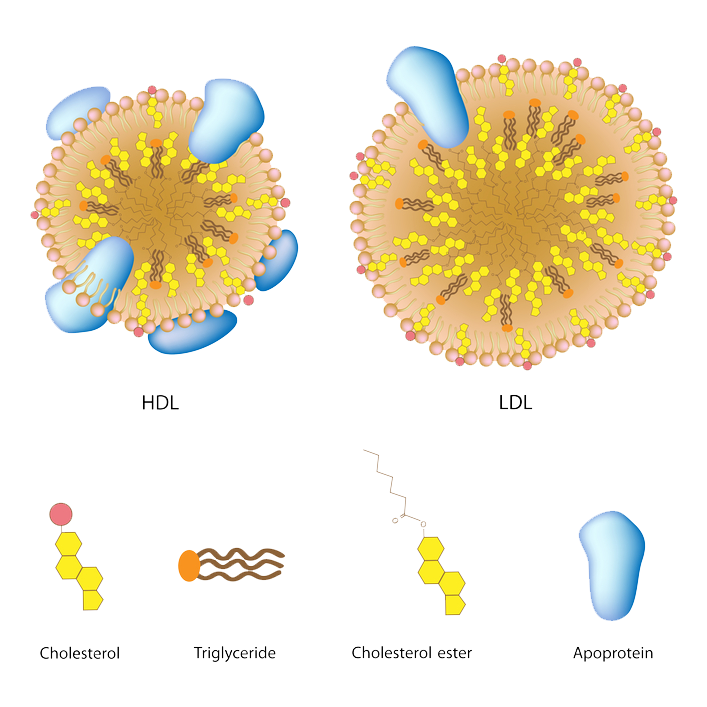 HDL
LDL
O
O
Cholesterol
Triglyceride
Cholesterol ester
Apoprotein